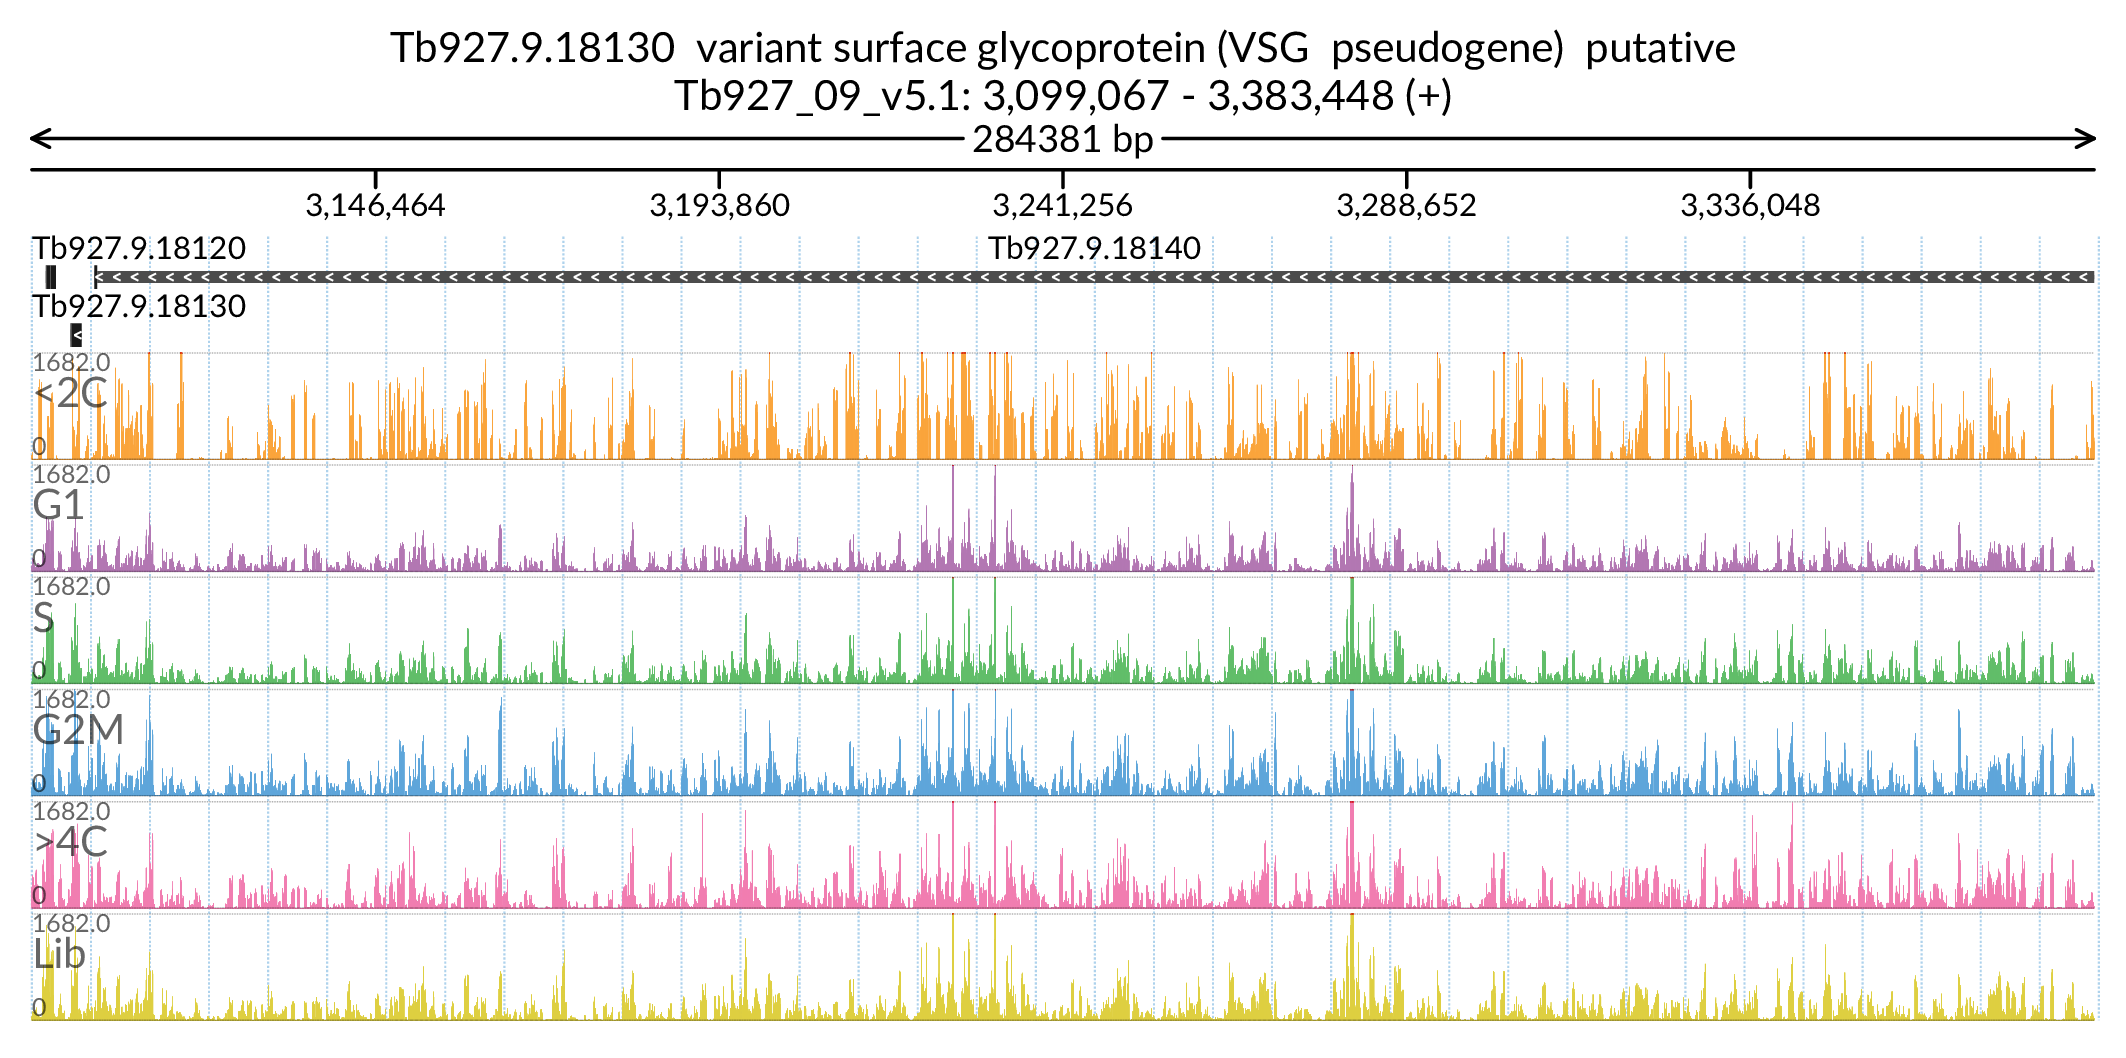 Tb927.9.18130  variant surface glycoprotein (VSG  pseudogene)  putative
Tb927_09_v5.1: 3,099,067 - 3,383,448 (+)
284381 bp
3,146,464 3,193,860 3,241,256 3,288,652 3,336,048
Tb927.9.18120 Tb927.9.18140
Tb927.9.18130
1682.0
<2C
0
1682.0
G1
0
1682.0
S
0
1682.0
G2M
0
1682.0
>4C
0
1682.0
Lib
0